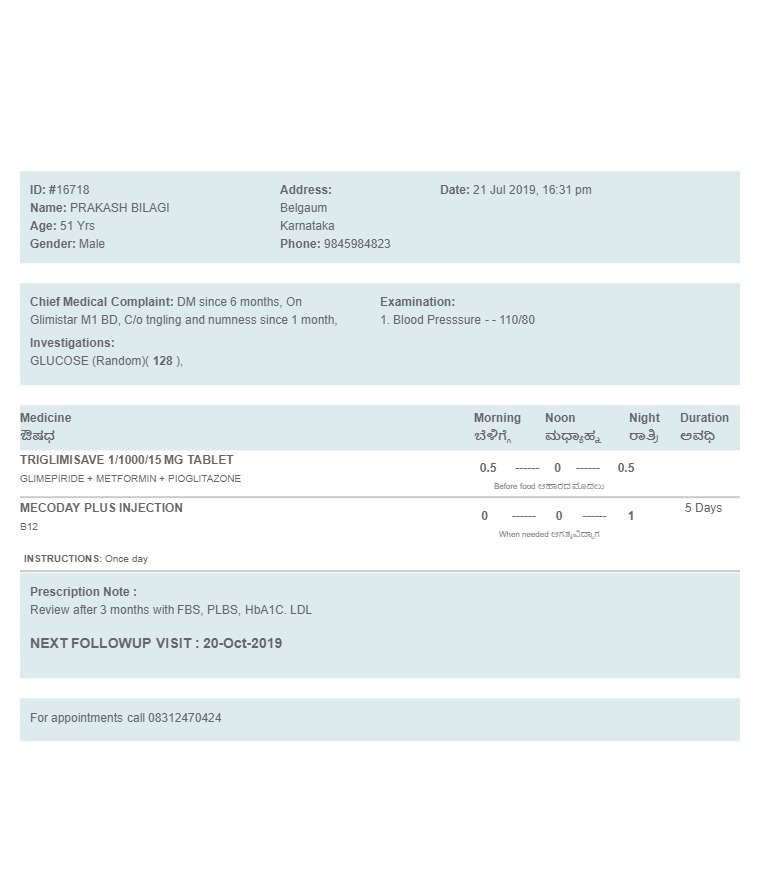 ID: #16718
Name: PRAKASH BILAGI
Age: 51 Yrs
Gender: Male
Address:
Belgaum
Karnataka
Phone: 9845984823
Date: 21 Jul 2019, 16:31 pm
Chief Medical Complaint: DM since 6 months, On
Glimistar M1 BD, C/o tngling and numness since 1 month,
Investigations:
GLUCOSE (Random)( 128 ),
Examination:
1. Blood Presssure - - 110/80
Medicine Morning Noon Night Duration
ಔಷಧ ಬೆಳಿಗ್ಗೆ ಮಧ್ಯಾಹ್ನ ರಾತ್ರಿ ಅವಧಿ
TRIGLIMISAVE 1/1000/15 MG TABLET 0.5 ------ 0 ------ 0.5
GLIMEPIRIDE + METFORMIN + PIOGLITAZONE Before food ಆಹಾರದ ಮೊದಲು
MECODAY PLUS INJECTION 0 ------ 0 ------ 1 5 Days
B12 When needed ಅಗತ್ಯವಿದ್ದಾಗ
INSTRUCTIONS: Once day
Prescription Note :
Review after 3 months with FBS, PLBS, HbA1C. LDL
NEXT FOLLOWUP VISIT : 20-Oct-2019
For appointments call 08312470424